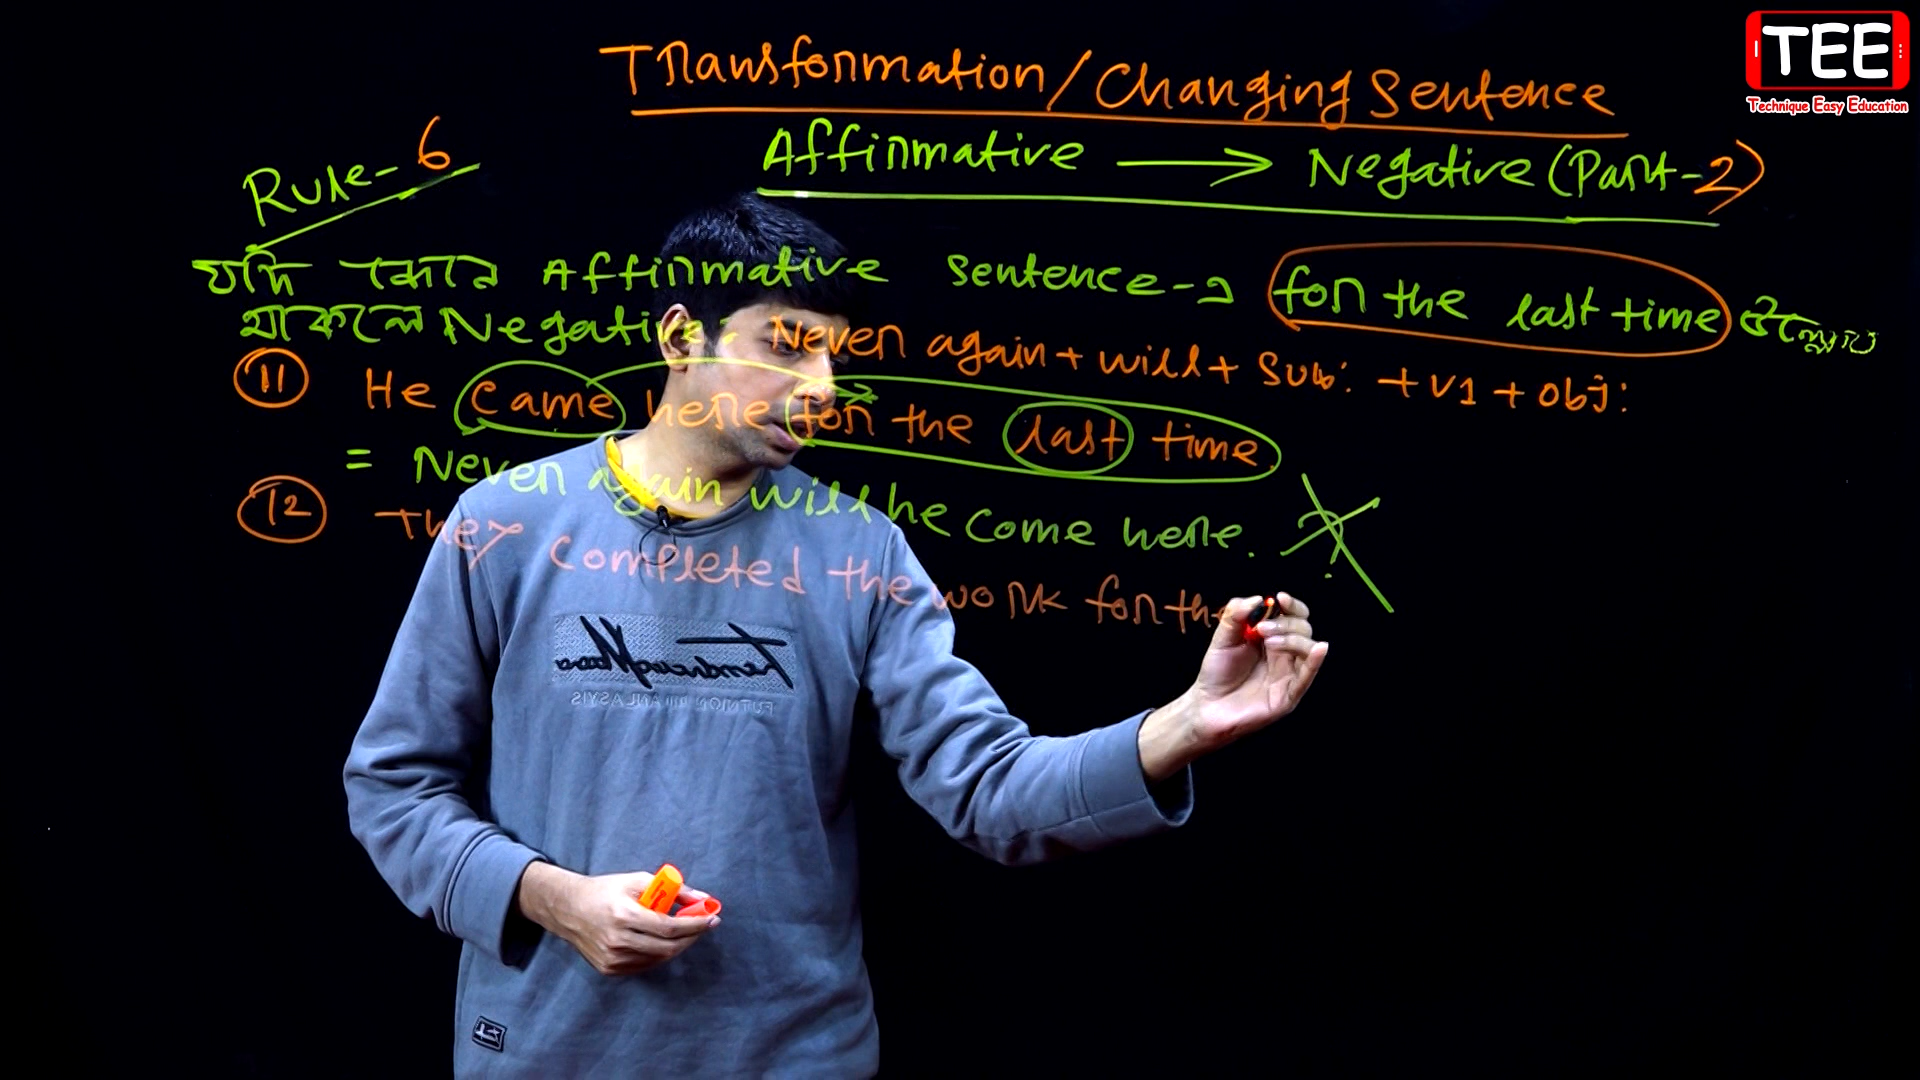 TEE
Technique Easy Education
Transformation/Changing Sentence
Affirmative → Negative (Part-2)
Rule-6
যদি কোন Affirmative Sentence-এ for the last time উল্লেখ
থাকলে Negative: Never again + will + Sub: + V1 + obj:
11 He came here for the last time.
= Never again will he come here. ?
12 They completed the work for the